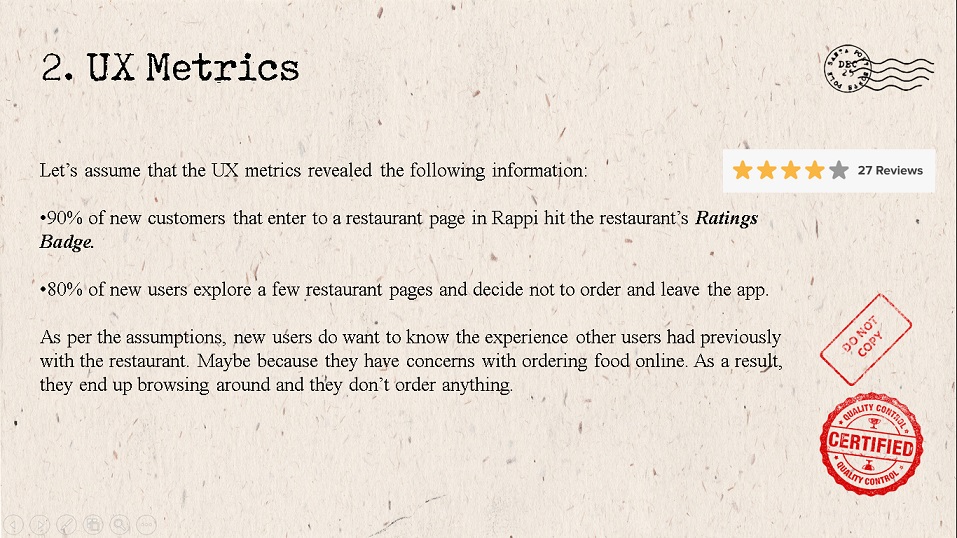 2. UX Metrics
DEC
25
Let’s assume that the UX metrics revealed the following information:
27 Reviews
•90% of new customers that enter to a restaurant page in Rappi hit the restaurant’s Ratings
Badge.
•80% of new users explore a few restaurant pages and decide not to order and leave the app.
As per the assumptions, new users do want to know the experience other users had previously
with the restaurant. Maybe because they have concerns with ordering food online. As a result,
they end up browsing around and they don’t order anything.
DO NOT
COPY
QUALITY CONTROL
CERTIFIED
QUALITY CONTROL